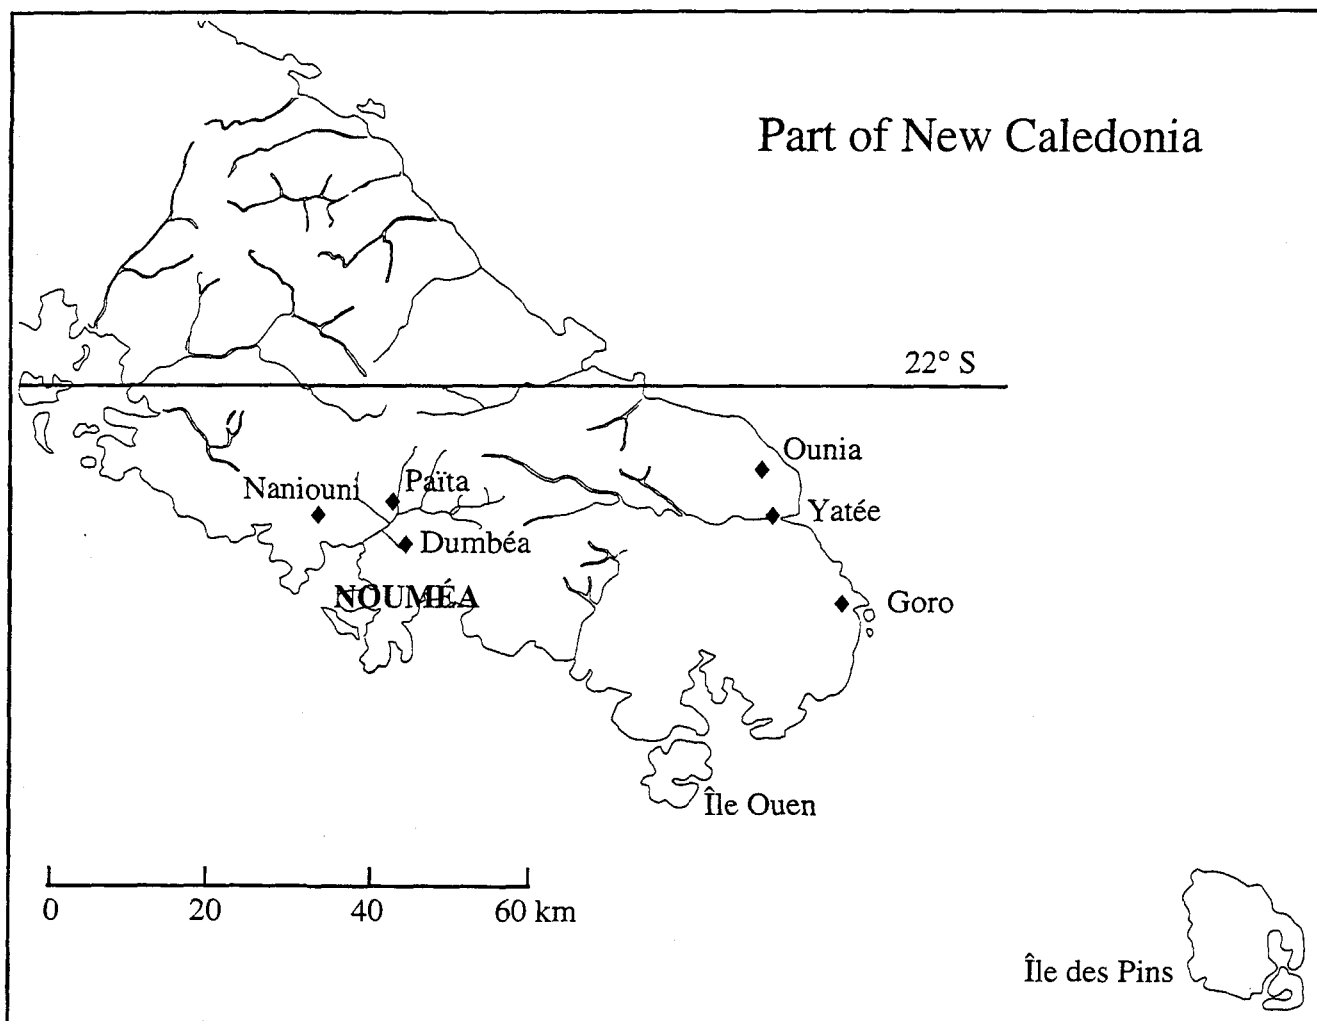 Part of New Caledonia
22° S
Ounia
Naniouni
Païta
Yatée
Dumbéa
NOUMÉA
Goro
Île Ouen
0 20 40 60 km
Île des Pins